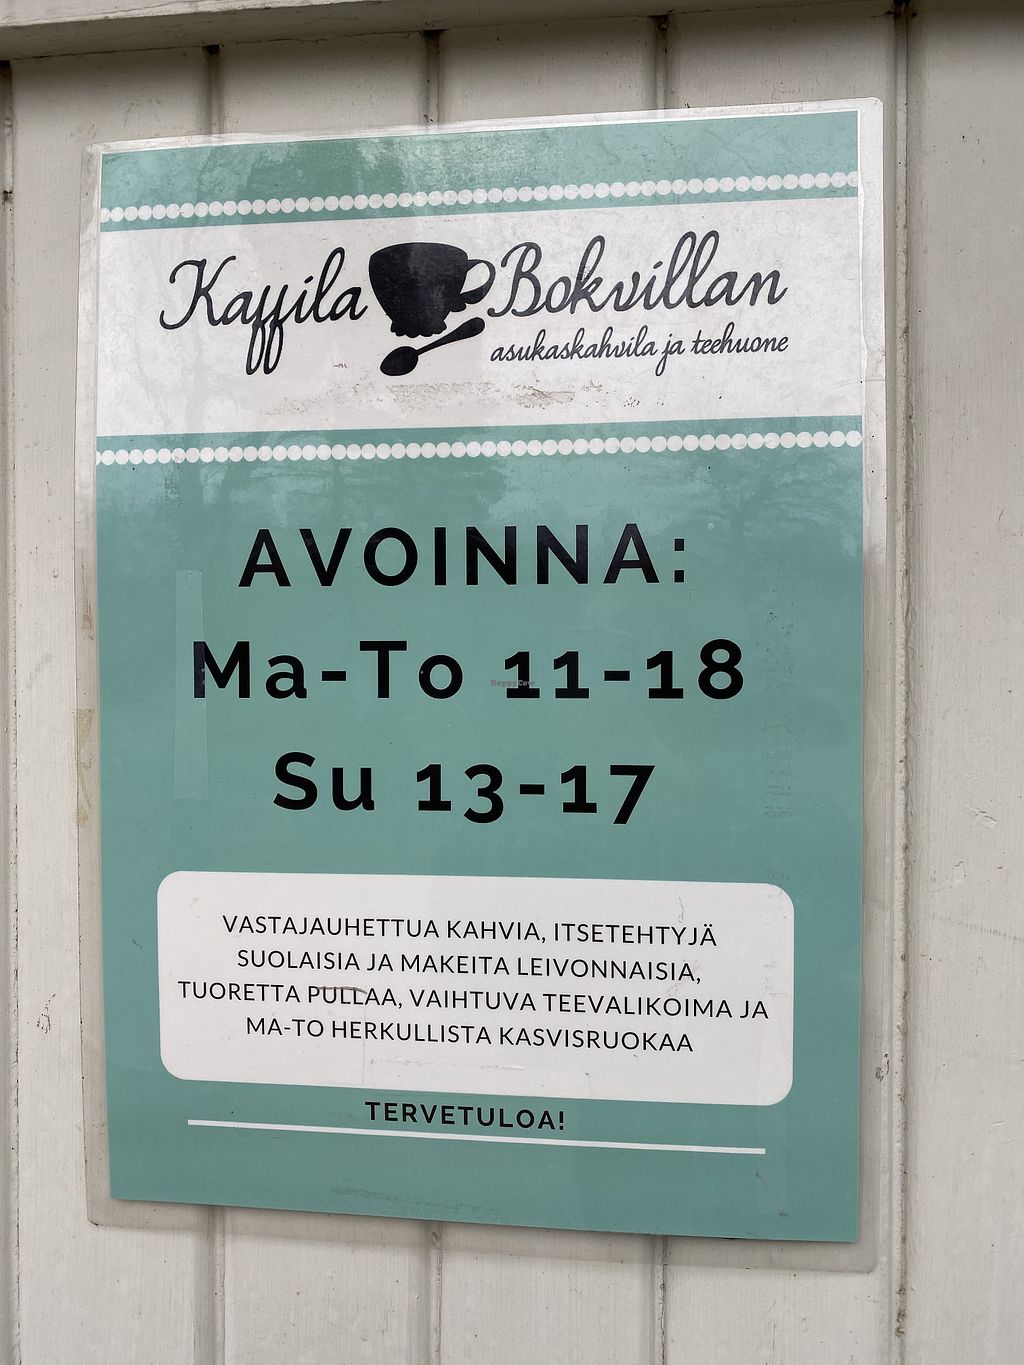 Kaffila Bokvillan
asukaskahvila ja teehuone
AVOINNA:
Ma-To 11-18
HappyCow
Su 13-17
VASTAJAUHETTUA KAHVIA, ITSETEHTYJÄ
SUOLAISIA JA MAKEITA LEIVONNAISIA,
TUORETTA PULLAA, VAIHTUVA TEEVALIKOIMA JA
MA-TO HERKULLISTA KASVISRUOKAA
TERVETULOA!